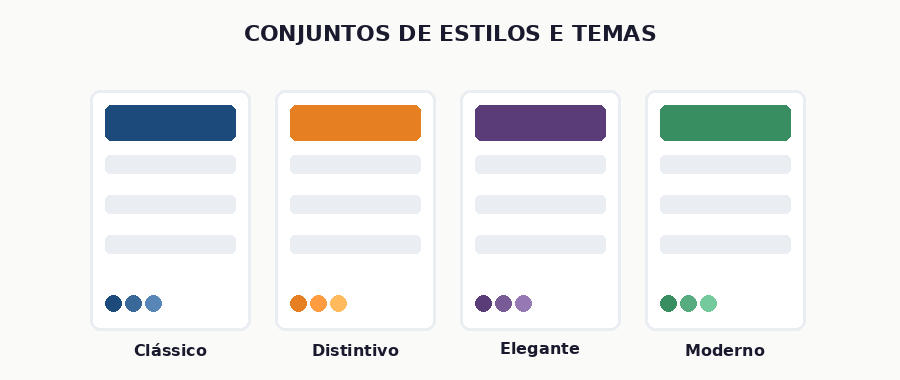 CONJUNTOS DE ESTILOS E TEMAS
Clássico
Distintivo
Elegante
Moderno